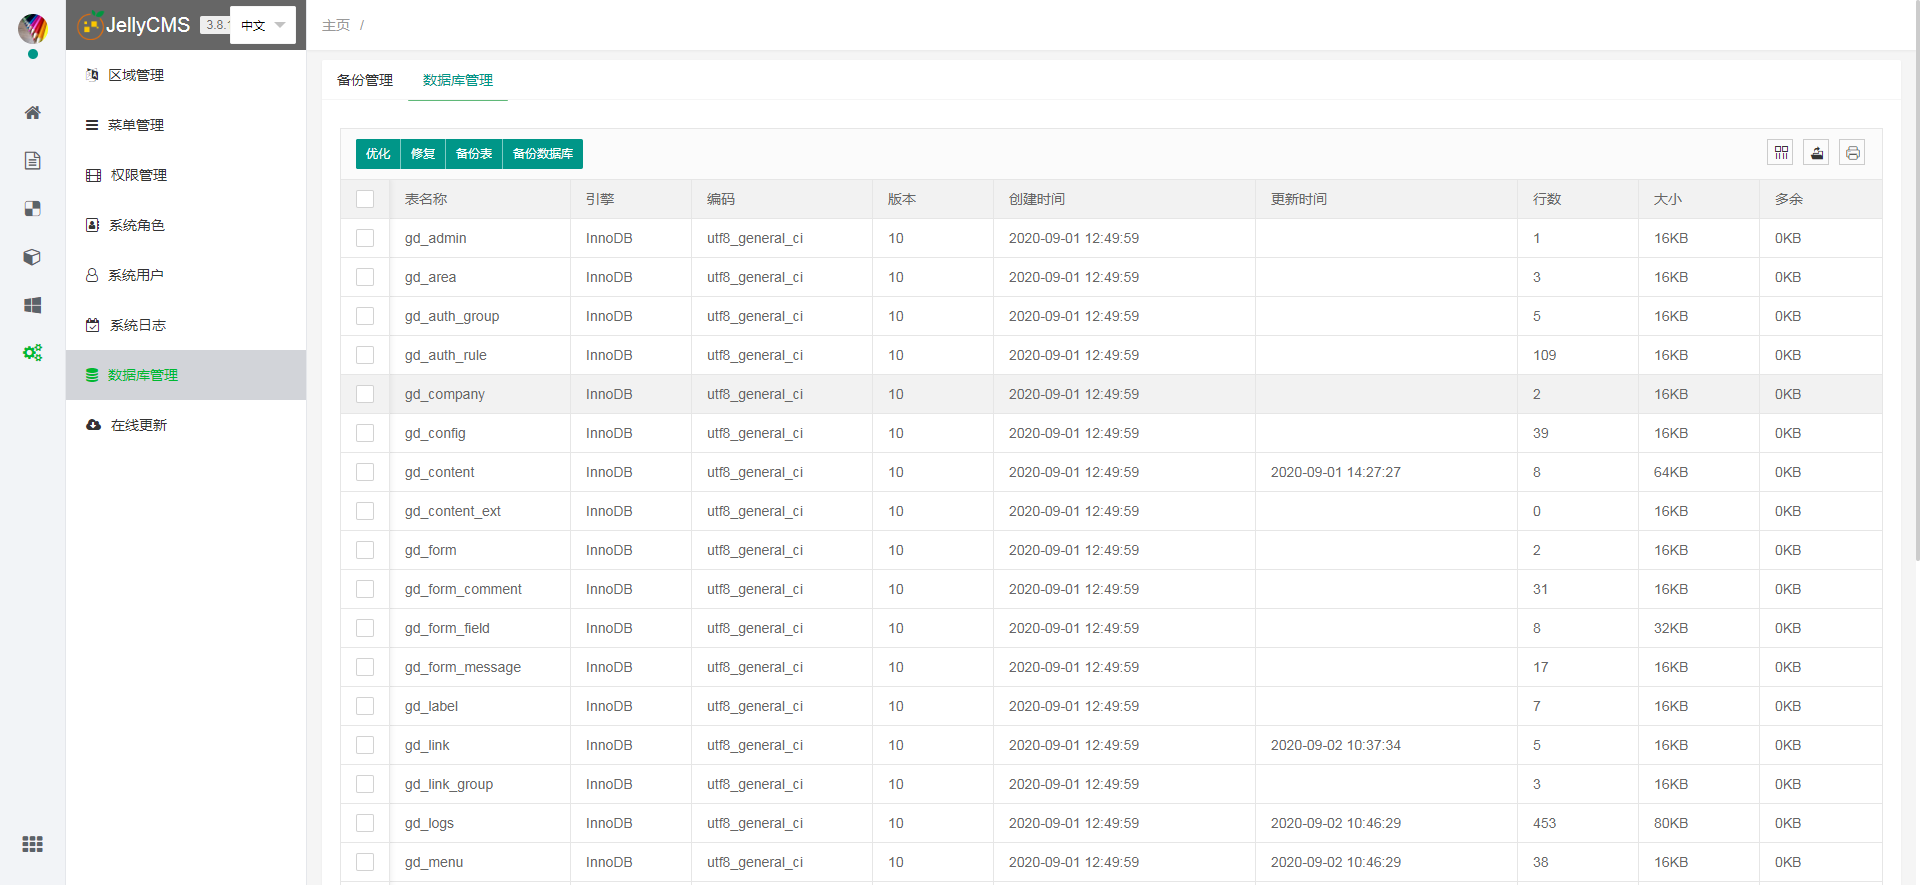 JellyCMS 3.8.1 中文
主页 /
区域管理
菜单管理
权限管理
系统角色
系统用户
系统日志
数据库管理
在线更新
备份管理 数据库管理
优化 修复 备份表 备份数据库
表名称 引擎 编码 版本 创建时间 更新时间 行数 大小 多余
gd_admin InnoDB utf8_general_ci 10 2020-09-01 12:49:59 1 16KB 0KB
gd_area InnoDB utf8_general_ci 10 2020-09-01 12:49:59 3 16KB 0KB
gd_auth_group InnoDB utf8_general_ci 10 2020-09-01 12:49:59 5 16KB 0KB
gd_auth_rule InnoDB utf8_general_ci 10 2020-09-01 12:49:59 109 16KB 0KB
gd_company InnoDB utf8_general_ci 10 2020-09-01 12:49:59 2 16KB 0KB
gd_config InnoDB utf8_general_ci 10 2020-09-01 12:49:59 39 16KB 0KB
gd_content InnoDB utf8_general_ci 10 2020-09-01 12:49:59 2020-09-01 14:27:27 8 64KB 0KB
gd_content_ext InnoDB utf8_general_ci 10 2020-09-01 12:49:59 0 16KB 0KB
gd_form InnoDB utf8_general_ci 10 2020-09-01 12:49:59 2 16KB 0KB
gd_form_comment InnoDB utf8_general_ci 10 2020-09-01 12:49:59 31 16KB 0KB
gd_form_field InnoDB utf8_general_ci 10 2020-09-01 12:49:59 8 32KB 0KB
gd_form_message InnoDB utf8_general_ci 10 2020-09-01 12:49:59 17 16KB 0KB
gd_label InnoDB utf8_general_ci 10 2020-09-01 12:49:59 7 16KB 0KB
gd_link InnoDB utf8_general_ci 10 2020-09-01 12:49:59 2020-09-02 10:37:34 5 16KB 0KB
gd_link_group InnoDB utf8_general_ci 10 2020-09-01 12:49:59 3 16KB 0KB
gd_logs InnoDB utf8_general_ci 10 2020-09-01 12:49:59 2020-09-02 10:46:29 453 80KB 0KB
gd_menu InnoDB utf8_general_ci 10 2020-09-01 12:49:59 2020-09-02 10:46:29 38 16KB 0KB